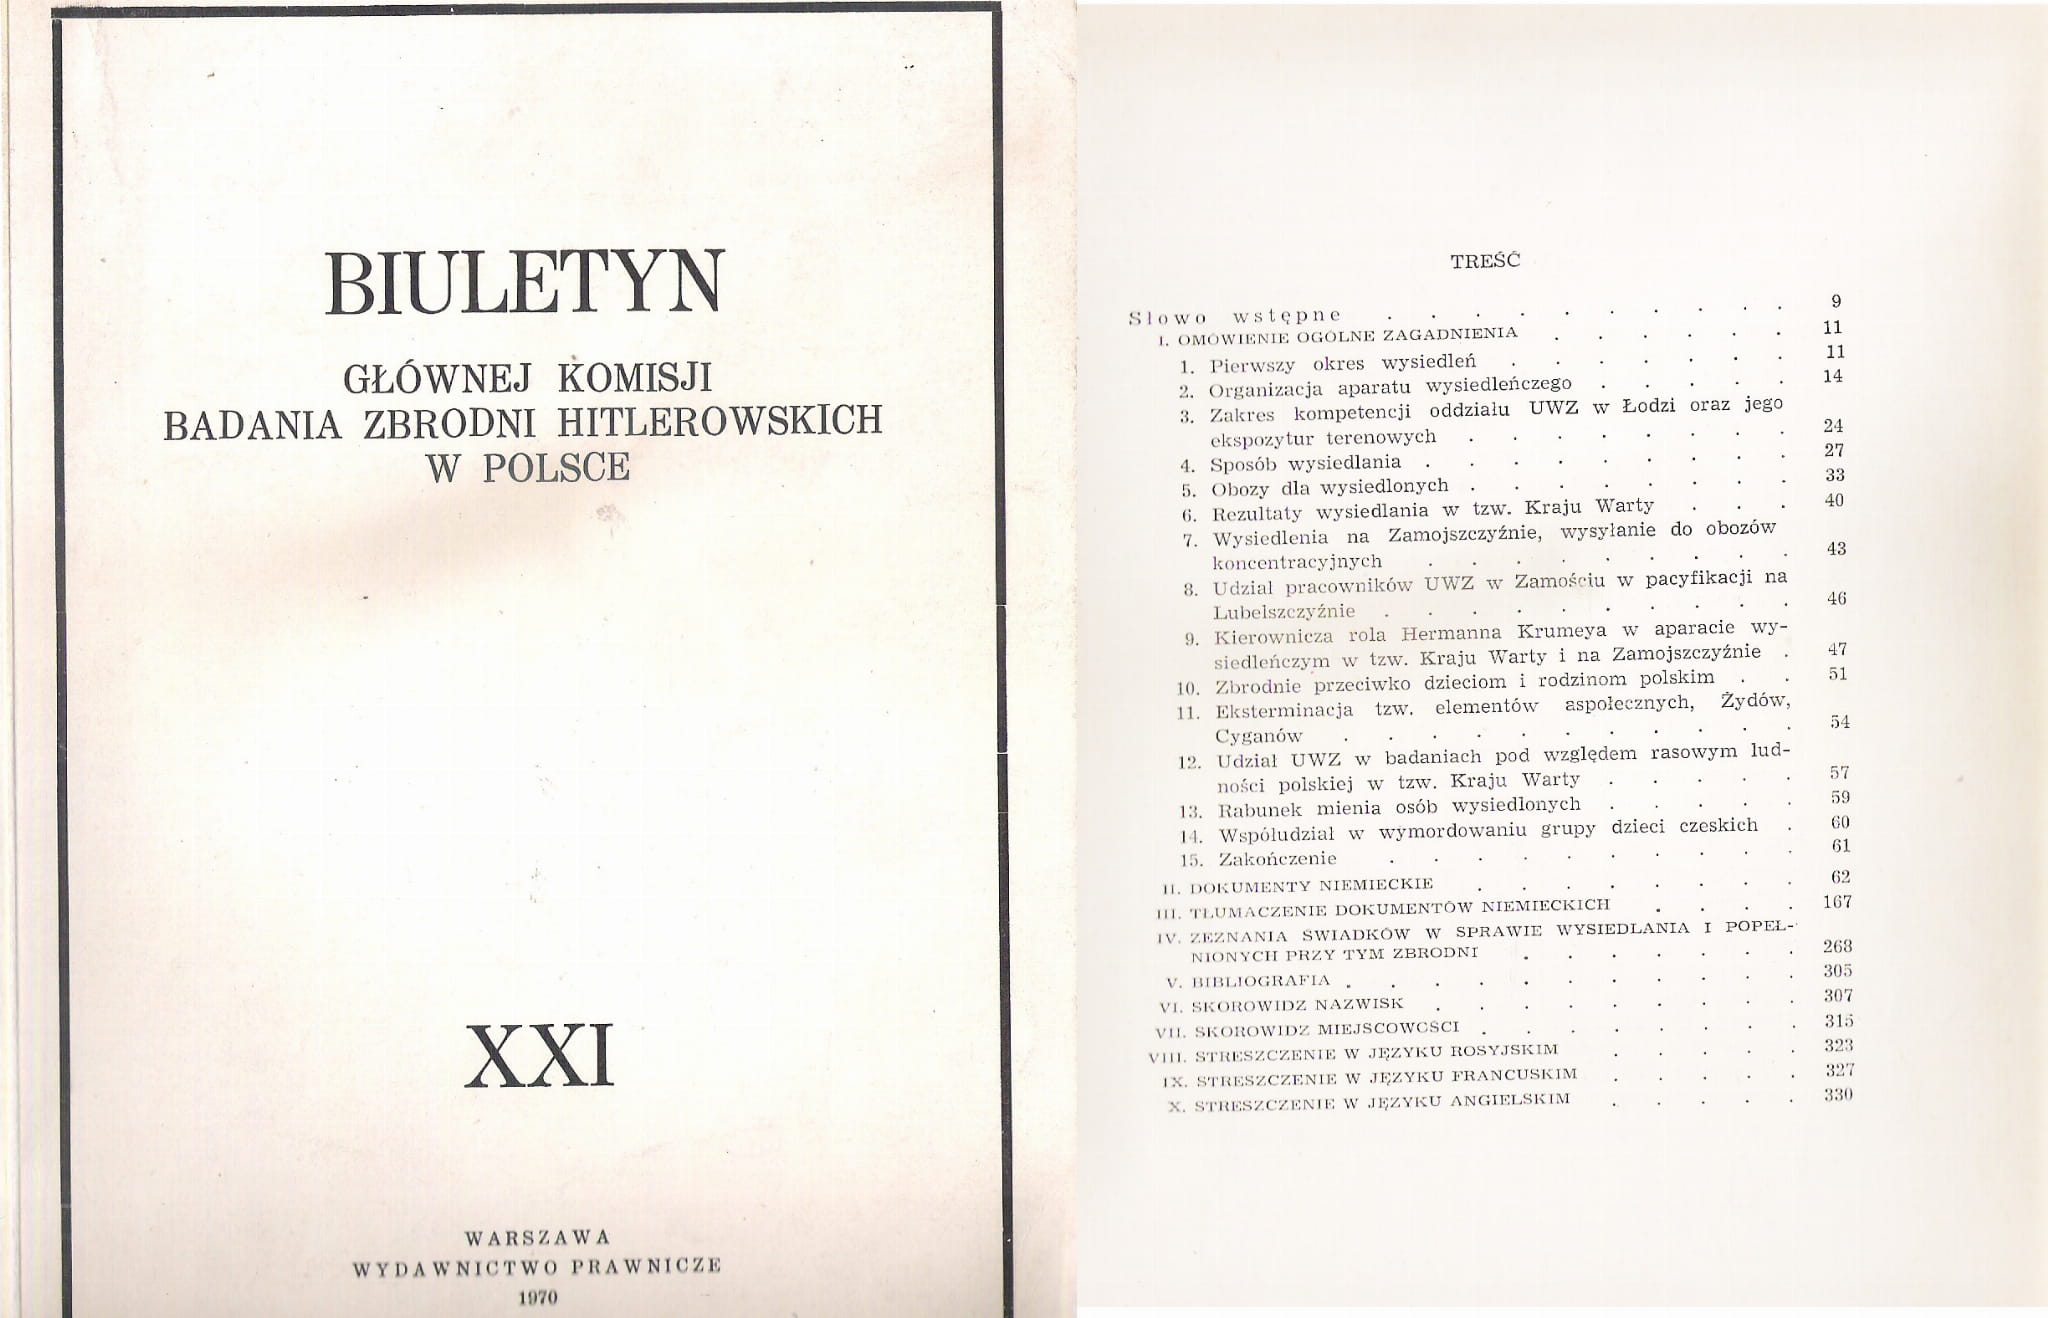 BIULETYN
GŁÓWNEJ KOMISJI
BADANIA ZBRODNI HITLEROWSKICH
W POLSCE
XXI
WARSZAWA
WYDAWNICTWO PRAWNICZE
1970
TREŚĆ
Słowo wstępne . . . . . . . . . . 9
I. OMÓWIENIE OGÓLNE ZAGADNIENIA . . . . . . 11
1. Pierwszy okres wysiedleń . . . . . . . 11
2. Organizacja aparatu wysiedleńczego . . . . . 14
3. Zakres kompetencji oddziału UWZ w Łodzi oraz jego
ekspozytur terenowych . . . . . . . . 24
4. Sposób wysiedlania . . . . . . . . . 27
5. Obozy dla wysiedlonych . . . . . . . . 33
6. Rezultaty wysiedlania w tzw. Kraju Warty . . . 40
7. Wysiedlenia na Zamojszczyźnie, wysyłanie do obozów
koncentracyjnych . . . . . . . . . 43
8. Udział pracowników UWZ w Zamościu w pacyfikacji na
Lubelszczyźnie . . . . . . . . . . 46
9. Kierownicza rola Hermanna Krumeya w aparacie wy-
siedleńczym w tzw. Kraju Warty i na Zamojszczyźnie . 47
10. Zbrodnie przeciwko dzieciom i rodzinom polskim . . 51
11. Eksterminacja tzw. elementów aspołecznych, Żydów,
Cyganów . . . . . . . . . . . 54
12. Udział UWZ w badaniach pod względem rasowym lud-
ności polskiej w tzw. Kraju Warty . . . . . 57
13. Rabunek mienia osób wysiedlonych . . . . . 59
14. Współudział w wymordowaniu grupy dzieci czeskich . 60
15. Zakończenie . . . . . . . . . . 61
II. DOKUMENTY NIEMIECKIE . . . . . . . . 62
III. TŁUMACZENIE DOKUMENTÓW NIEMIECKICH . . . . 167
IV. ZEZNANIA ŚWIADKÓW W SPRAWIE WYSIEDLANIA I POPEŁ-
NIONYCH PRZY TYM ZBRODNI . . . . . . . 268
V. BIBLIOGRAFIA . . . . . . . . . . . 305
VI. SKOROWIDZ NAZWISK . . . . . . . . . 307
VII. SKOROWIDZ MIEJSCOWOŚCI . . . . . . . . 315
VIII. STRESZCZENIE W JĘZYKU ROSYJSKIM . . . . . 323
IX. STRESZCZENIE W JĘZYKU FRANCUSKIM . . . . . 327
X. STRESZCZENIE W JĘZYKU ANGIELSKIM . . . . . 330